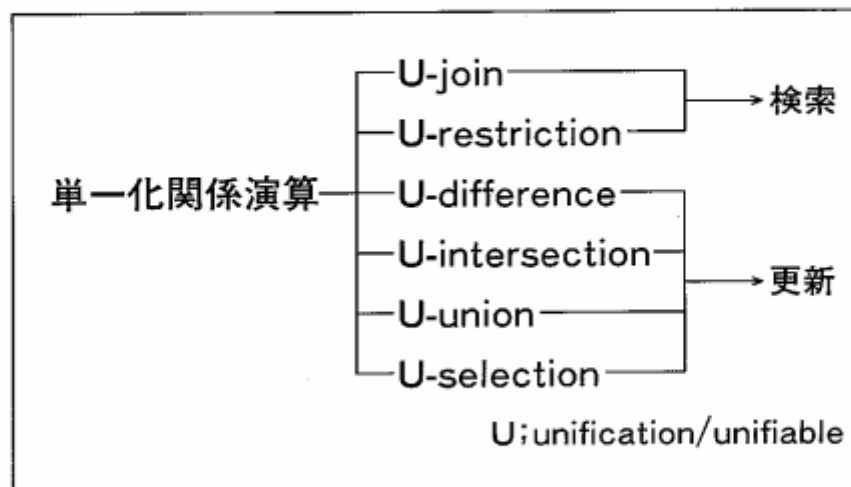 U-join
検索
U-restriction
単一化関係演算
U-difference
U-intersection
更新
U-union
U-selection
U;unification/unifiable